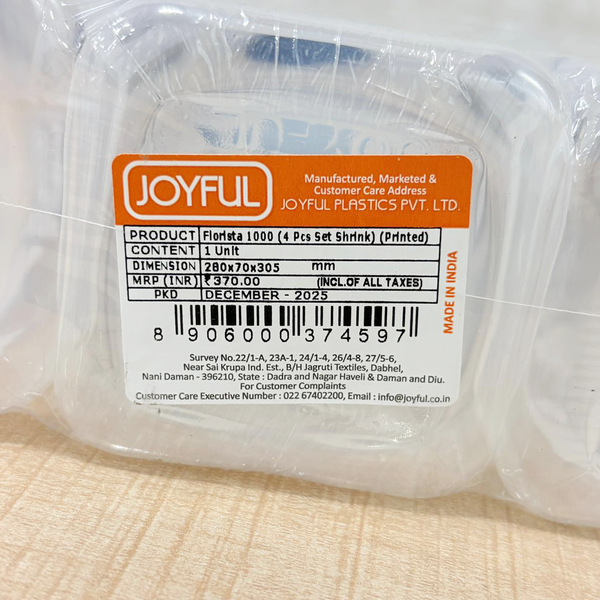 JOYFUL
Manufactured, Marketed &
Customer Care Address
JOYFUL PLASTICS PVT. LTD.
PRODUCT Florista 1000 (4 Pcs Set Shrink) (Printed)
CONTENT 1 Unit
DIMENSION 280x70x305 mm
MRP (INR) ₹370.00 (INCL.OF ALL TAXES)
PKD DECEMBER - 2025
MADE IN INDIA
8 906000 374597
Survey No.22/1-A, 23A-1, 24/1-4, 26/4-8, 27/5-6,
Near Sai Krupa Ind. Est., B/H Jagruti Textiles, Dabhel,
Nani Daman - 396210, State : Dadra and Nagar Haveli & Daman and Diu.
For Customer Complaints
Customer Care Executive Number : 022 67402200, Email : info@joyful.co.in